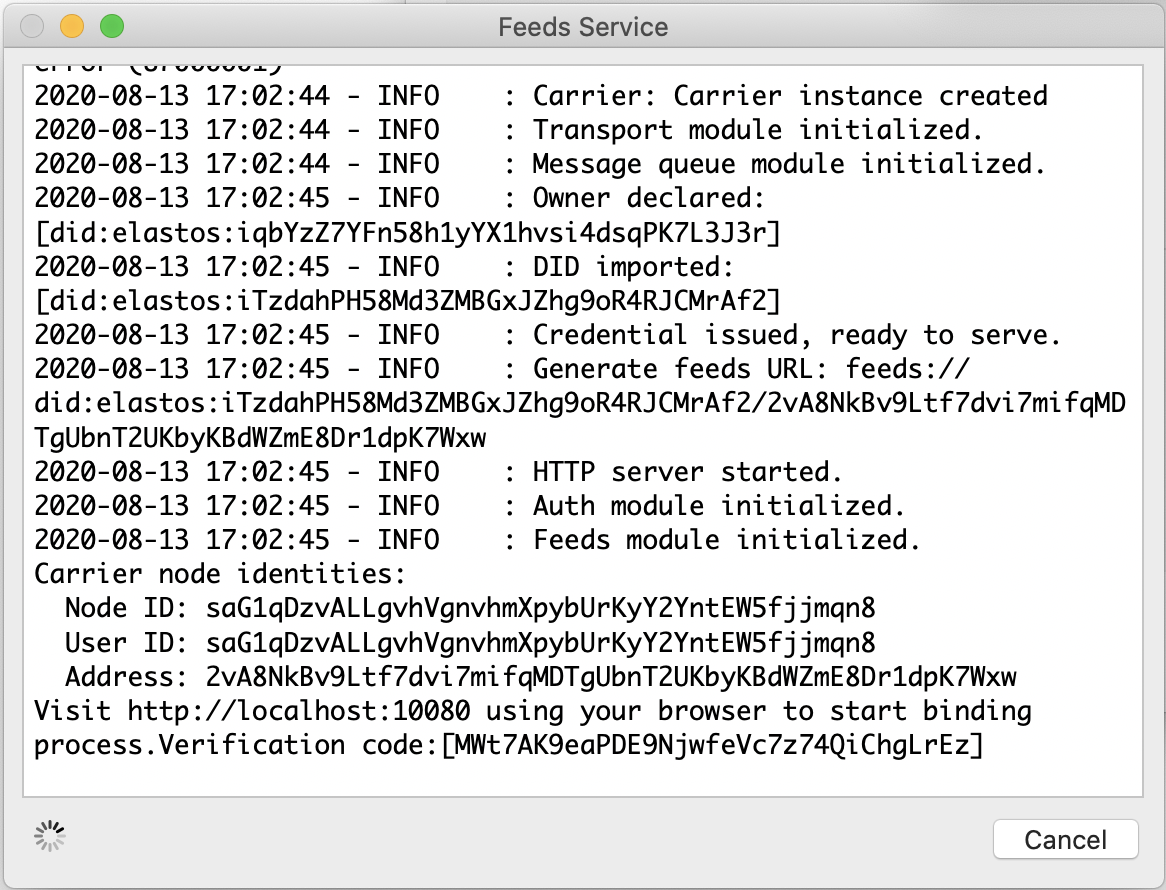 Feeds Service
error (8f000001)
2020-08-13 17:02:44 - INFO    : Carrier: Carrier instance created
2020-08-13 17:02:44 - INFO    : Transport module initialized.
2020-08-13 17:02:44 - INFO    : Message queue module initialized.
2020-08-13 17:02:45 - INFO    : Owner declared:
[did:elastos:iqbYzZ7YFn58h1yYX1hvsi4dsqPK7L3J3r]
2020-08-13 17:02:45 - INFO    : DID imported:
[did:elastos:iTzdahPH58Md3ZMBGxJZhg9oR4RJCMrAf2]
2020-08-13 17:02:45 - INFO    : Credential issued, ready to serve.
2020-08-13 17:02:45 - INFO    : Generate feeds URL: feeds://
did:elastos:iTzdahPH58Md3ZMBGxJZhg9oR4RJCMrAf2/2vA8NkBv9Ltf7dvi7mifqMD
TgUbnT2UKbyKBdWZmE8Dr1dpK7Wxw
2020-08-13 17:02:45 - INFO    : HTTP server started.
2020-08-13 17:02:45 - INFO    : Auth module initialized.
2020-08-13 17:02:45 - INFO    : Feeds module initialized.
Carrier node identities:
  Node ID: saG1qDzvALLgvhVgnvhmXpybUrKyY2YntEW5fjjmqn8
  User ID: saG1qDzvALLgvhVgnvhmXpybUrKyY2YntEW5fjjmqn8
  Address: 2vA8NkBv9Ltf7dvi7mifqMDTgUbnT2UKbyKBdWZmE8Dr1dpK7Wxw
Visit http://localhost:10080 using your browser to start binding
process.Verification code:[MWt7AK9eaPDE9NjwfeVc7z74QiChgLrEz]
Cancel